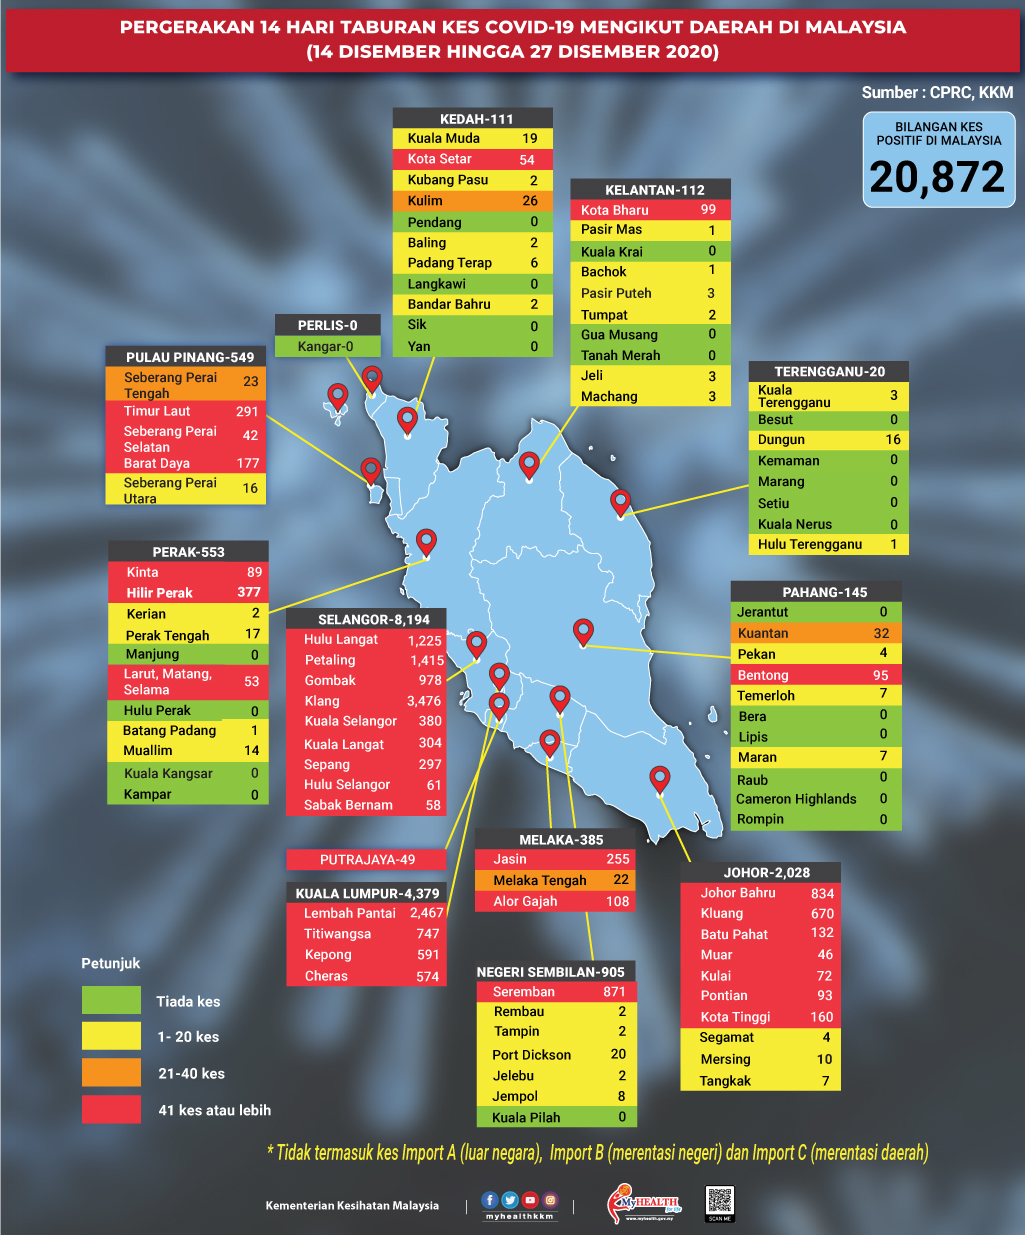 PERGERAKAN 14 HARI TABURAN KES COVID-19 MENGIKUT DAERAH DI MALAYSIA
(14 DISEMBER HINGGA 27 DISEMBER 2020)
Sumber : CPRC, KKM
BILANGAN KES
POSITIF DI MALAYSIA
20,872
KEDAH-111
Kuala Muda 19
Kota Setar 54
Kubang Pasu 2
Kulim 26
Pendang 0
Baling 2
Padang Terap 6
Langkawi 0
Bandar Bahru 2
Sik 0
Yan 0
KELANTAN-112
Kota Bharu 99
Pasir Mas 1
Kuala Krai 0
Bachok 1
Pasir Puteh 3
Tumpat 2
Gua Musang 0
Tanah Merah 0
Jeli 3
Machang 3
PERLIS-0
Kangar-0
PULAU PINANG-549
Seberang Perai
Tengah 23
Timur Laut 291
Seberang Perai
Selatan 42
Barat Daya 177
Seberang Perai
Utara 16
TERENGGANU-20
Kuala
Terengganu 3
Besut 0
Dungun 16
Kemaman 0
Marang 0
Setiu 0
Kuala Nerus 0
Hulu Terengganu 1
PERAK-553
Kinta 89
Hilir Perak 377
Kerian 2
Perak Tengah 17
Manjung 0
Larut, Matang,
Selama 53
Hulu Perak 0
Batang Padang 1
Muallim 14
Kuala Kangsar 0
Kampar 0
SELANGOR-8,194
Hulu Langat 1,225
Petaling 1,415
Gombak 978
Klang 3,476
Kuala Selangor 380
Kuala Langat 304
Sepang 297
Hulu Selangor 61
Sabak Bernam 58
PAHANG-145
Jerantut 0
Kuantan 32
Pekan 4
Bentong 95
Temerloh 7
Bera 0
Lipis 0
Maran 7
Raub 0
Cameron Highlands 0
Rompin 0
PUTRAJAYA-49
KUALA LUMPUR-4,379
Lembah Pantai 2,467
Titiwangsa 747
Kepong 591
Cheras 574
MELAKA-385
Jasin 255
Melaka Tengah 22
Alor Gajah 108
JOHOR-2,028
Johor Bahru 834
Kluang 670
Batu Pahat 132
Muar 46
Kulai 72
Pontian 93
Kota Tinggi 160
Segamat 4
Mersing 10
Tangkak 7
NEGERI SEMBILAN-905
Seremban 871
Rembau 2
Tampin 2
Port Dickson 20
Jelebu 2
Jempol 8
Kuala Pilah 0
Petunjuk
Tiada kes
1- 20 kes
21-40 kes
41 kes atau lebih
* Tidak termasuk kes Import A (luar negara), Import B (merentasi negeri) dan Import C (merentasi daerah)
Kementerian Kesihatan Malaysia
myhealthkkm
MyHEALTH
for life
www.myhealth.gov.my
SCAN ME